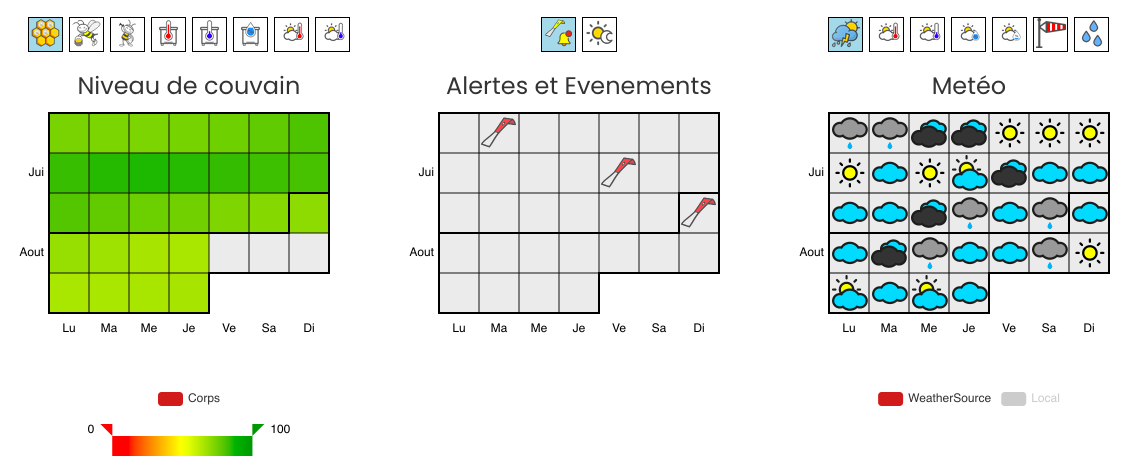 Niveau de couvain
Alertes et Evenements
Metéo
Jui
Aout
Lu Ma Me Je Ve Sa Di
Jui
Aout
Lu Ma Me Je Ve Sa Di
Jui
Aout
Lu Ma Me Je Ve Sa Di
Corps
0 100
WeatherSource Local